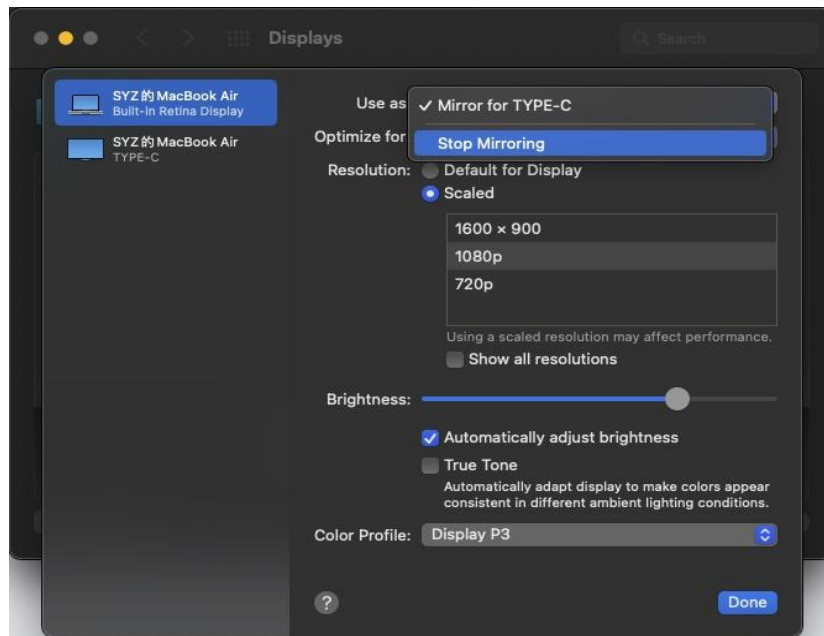 Displays
Search
SYZ的MacBook Air
Built-in Retina Display
SYZ的MacBook Air
TYPE-C
Use as
✓ Mirror for TYPE-C
Stop Mirroring
Optimize for
Resolution:
Default for Display
Scaled
1600 × 900
1080p
720p
Using a scaled resolution may affect performance.
Show all resolutions
Brightness:
Automatically adjust brightness
True Tone
Automatically adapt display to make colors appear
consistent in different ambient lighting conditions.
Color Profile: Display P3
?
Done